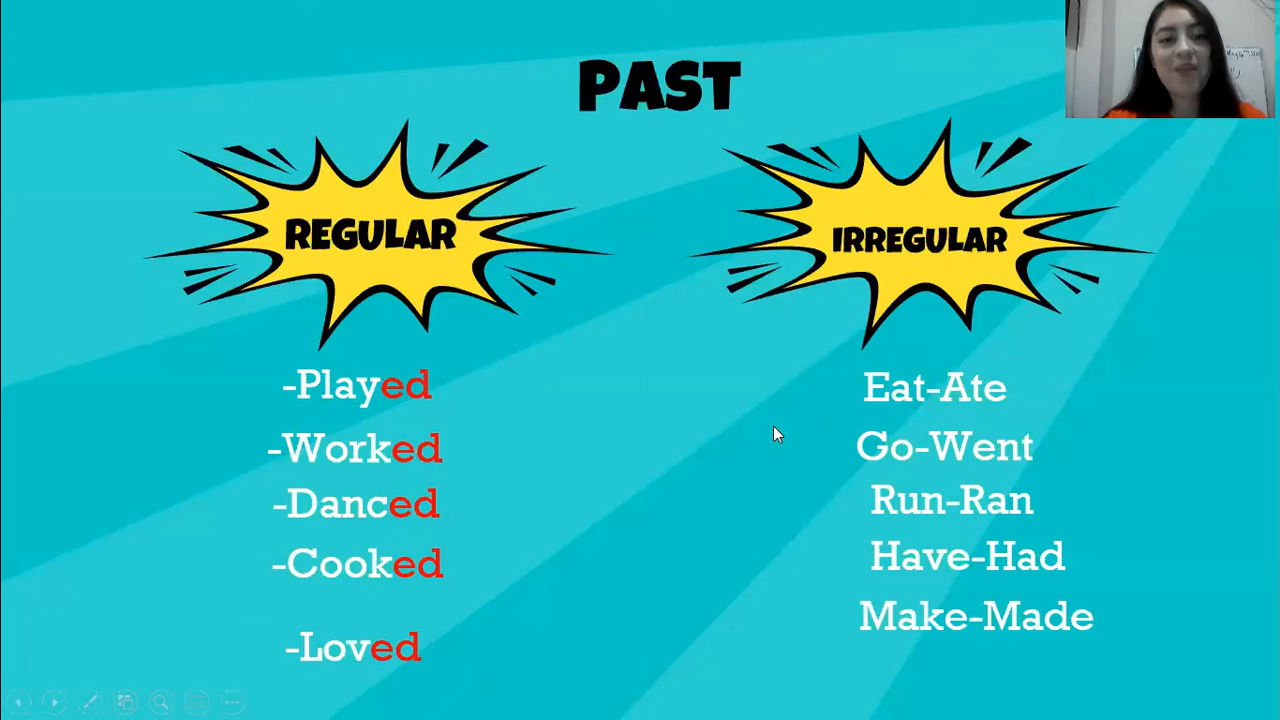 PAST
REGULAR
-Played
-Worked
-Danced
-Cooked
-Loved
IRREGULAR
Eat-Ate
Go-Went
Run-Ran
Have-Had
Make-Made